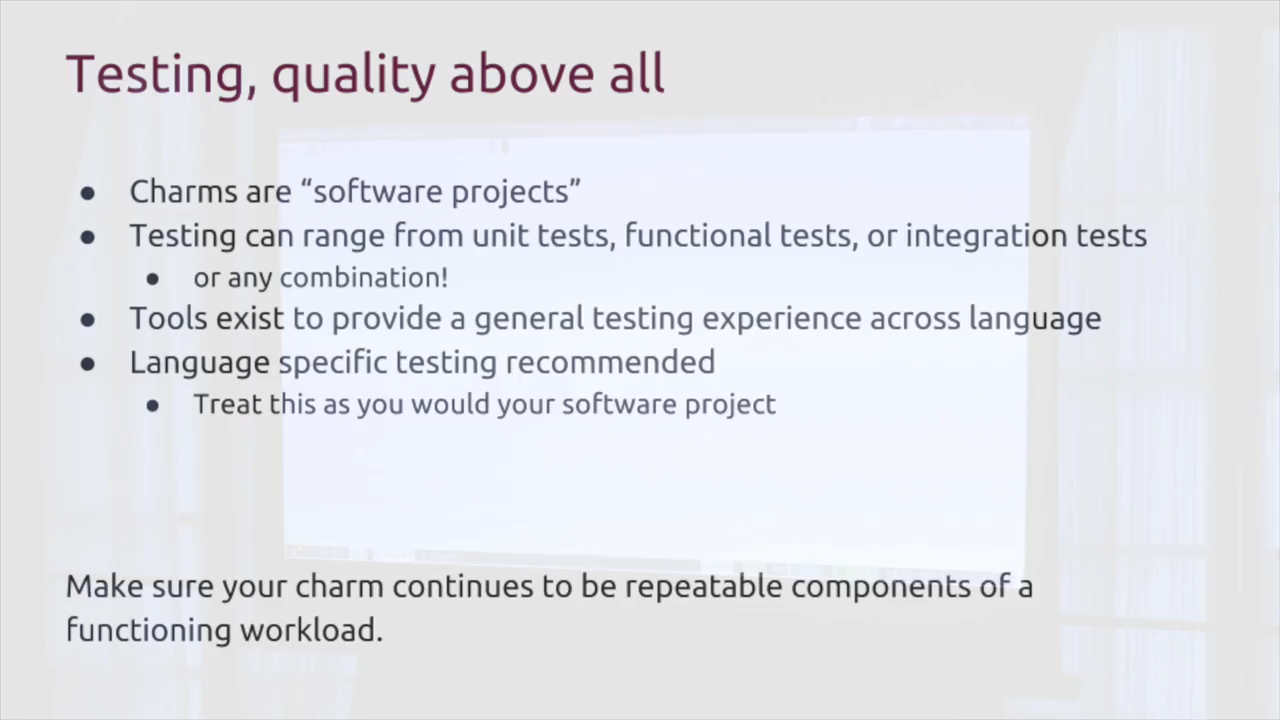 Testing, quality above all
● Charms are “software projects”
● Testing can range from unit tests, functional tests, or integration tests
● or any combination!
● Tools exist to provide a general testing experience across language
● Language specific testing recommended
● Treat this as you would your software project
Make sure your charm continues to be repeatable components of a
functioning workload.